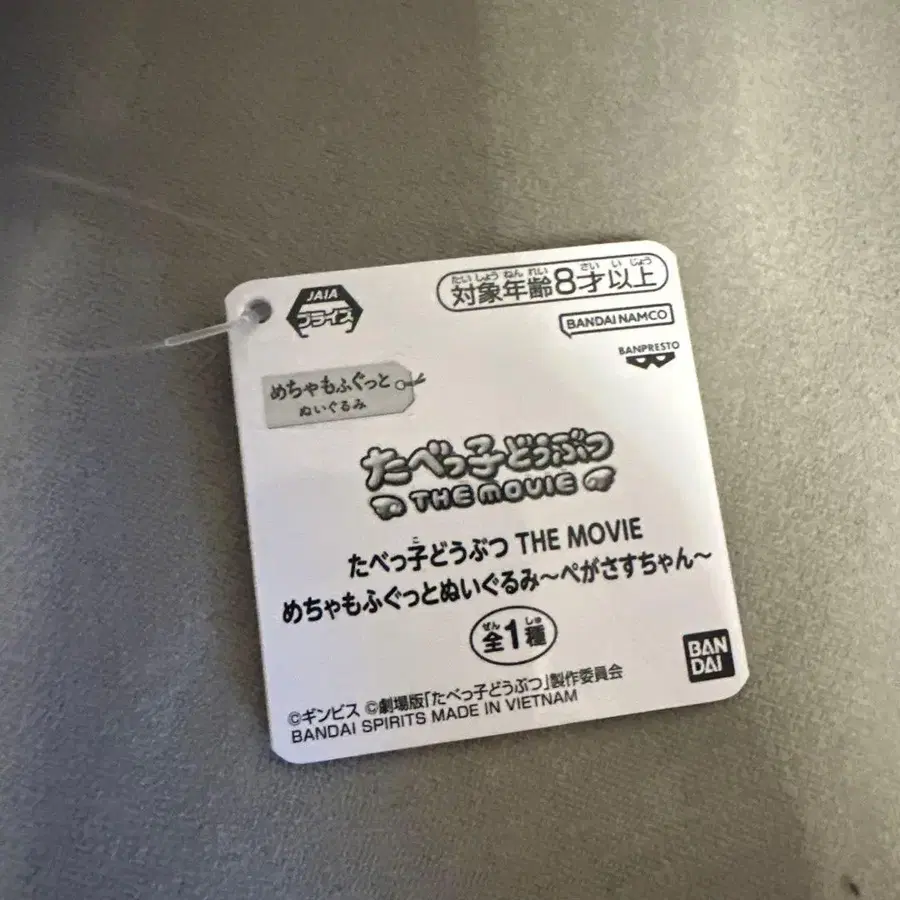 JAIA
プライズ
たいしょうねんれい さいいじょう
対象年齢8才以上
BANDAI NAMCO
BANPRESTO
めちゃもふぐっと
ぬいぐるみ
たべっ子どうぶつ
THE MOVIE
こ
たべっ子どうぶつ THE MOVIE
めちゃもふぐっとぬいぐるみ〜ぺがさすちゃん〜
ぜん しゅ
全1種
BAN
DAI
©ギンビス ©劇場版「たべっ子どうぶつ」製作委員会
BANDAI SPIRITS MADE IN VIETNAM